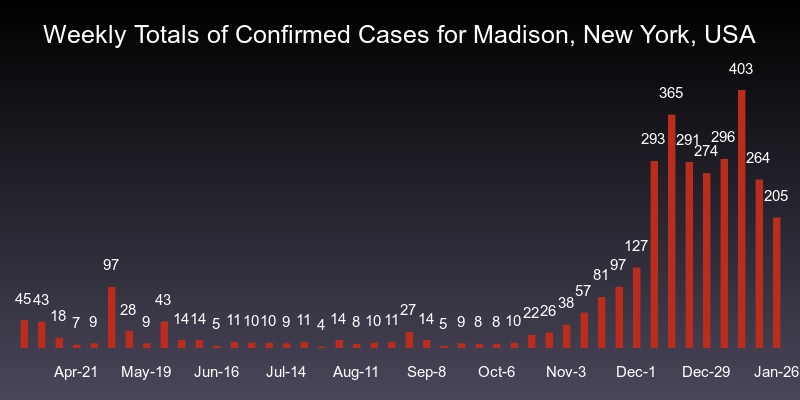 Weekly Totals of Confirmed Cases for Madison, New York, USA
45 43 18 7 9 97 28 9 43 14 14 5 11 10 10 9 11 4 14 8 10 11 27 14 5 9 8 8 10 22 26 38 57 81 97 127 293 365 291 274 296 403 264 205
Apr-21 May-19 Jun-16 Jul-14 Aug-11 Sep-8 Oct-6 Nov-3 Dec-1 Dec-29 Jan-26